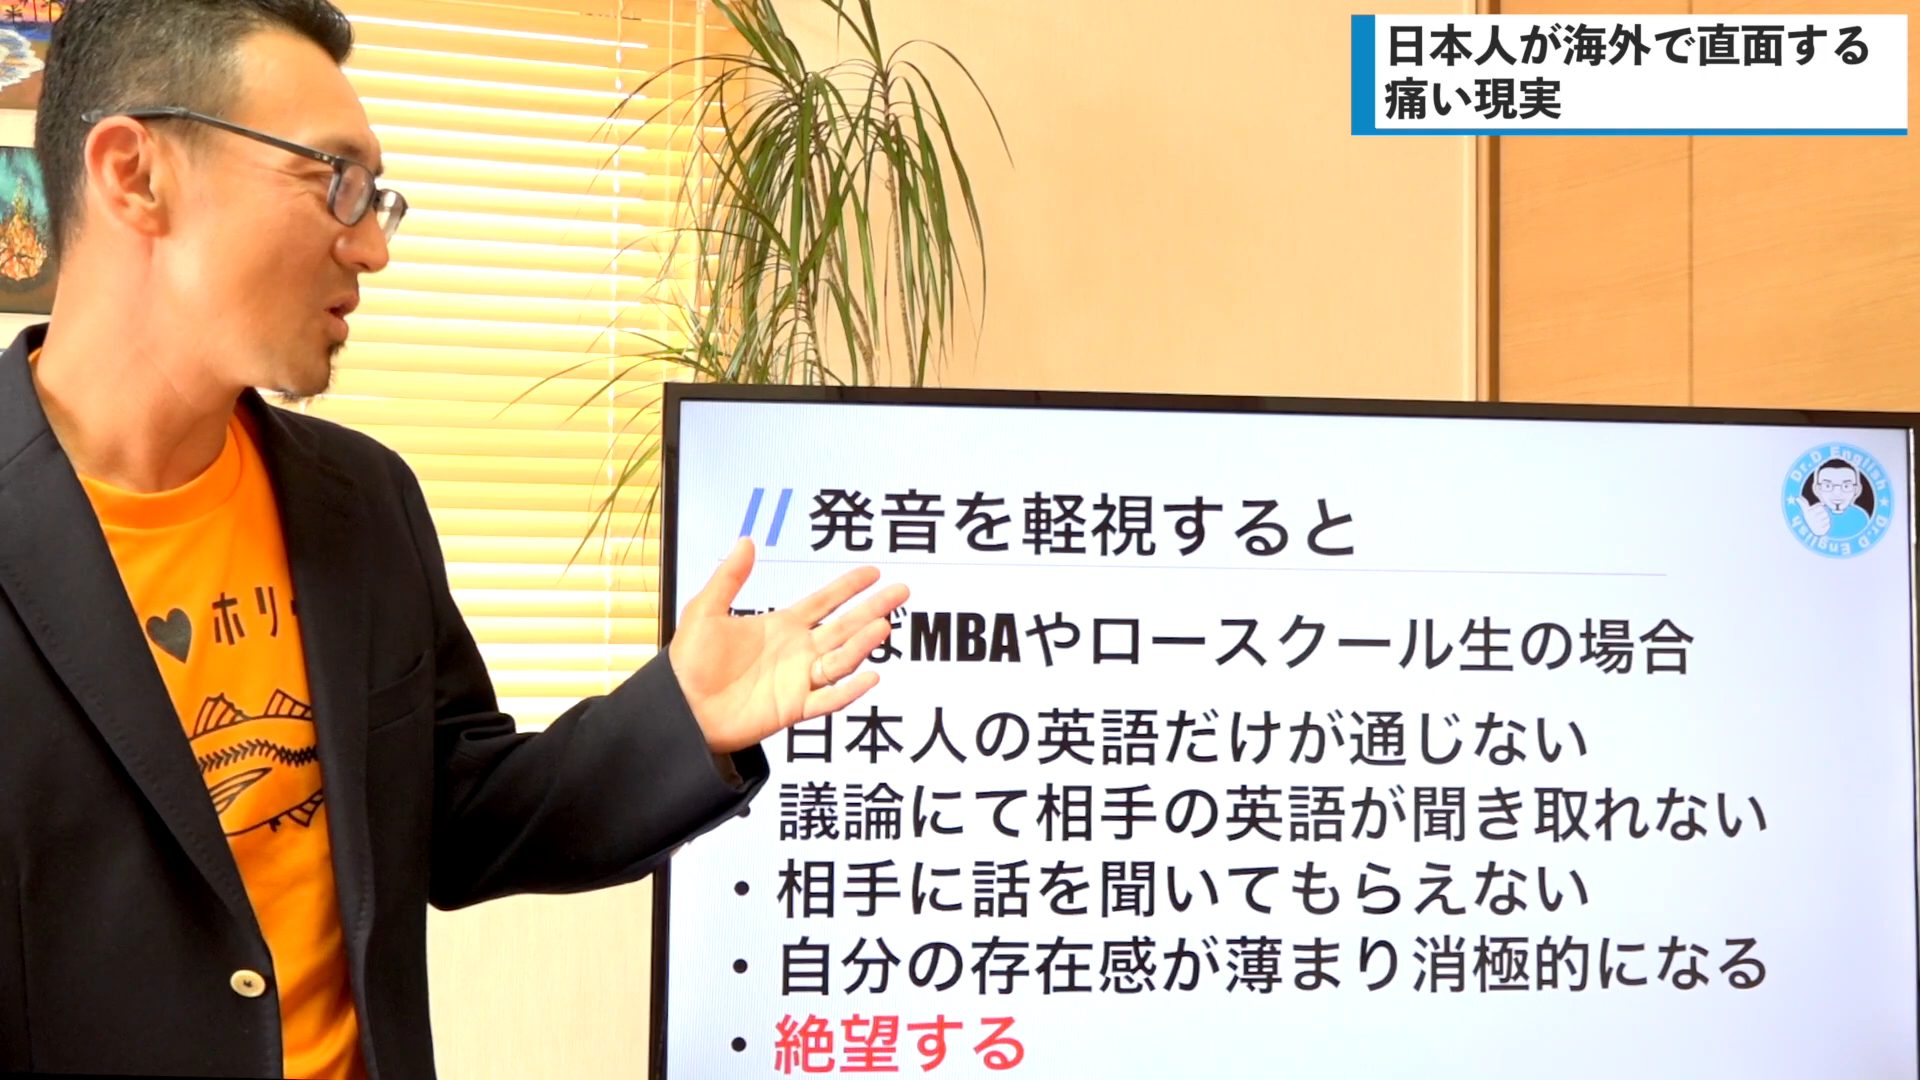 日本人が海外で直面する
痛い現実
Dr.D English
Dr.D English
// 発音を軽視すると
ばMBAやロースクール生の場合
日本人の英語だけが通じない
・議論にて相手の英語が聞き取れない
・相手に話を聞いてもらえない
・自分の存在感が薄まり消極的になる
・絶望する
ホリ